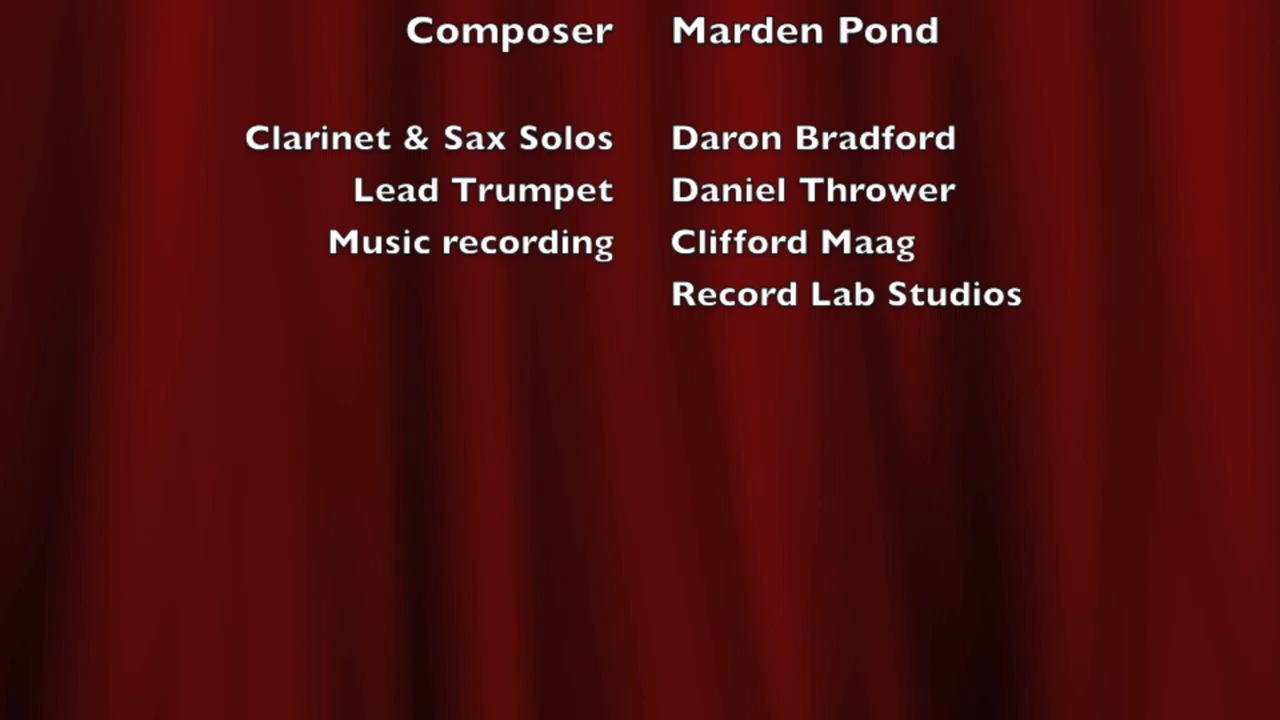 Composer Marden Pond
Clarinet & Sax Solos Daron Bradford
Lead Trumpet Daniel Thrower
Music recording Clifford Maag
Record Lab Studios